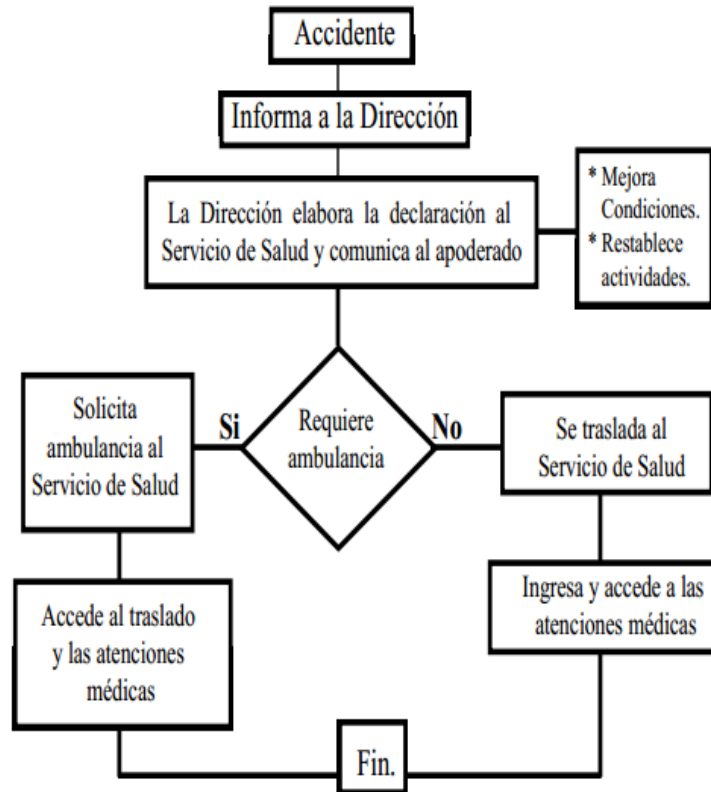 Accidente
Informa a la Dirección
La Dirección elabora la declaración al
Servicio de Salud y comunica al apoderado
* Mejora
Condiciones.
* Restablece
actividades.
Solicita
ambulancia al
Servicio de Salud
Si
Requiere
ambulancia
No
Se traslada al
Servicio de Salud
Accede al traslado
y las atenciones
médicas
Ingresa y accede a las
atenciones médicas
Fin.